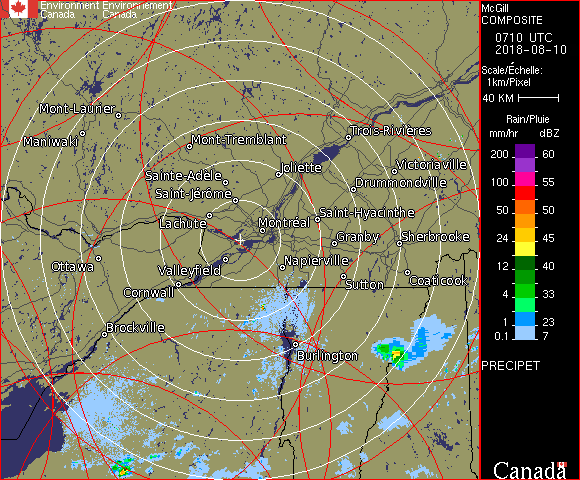 Environment Environnement
Canada Canada
McGill
COMPOSITE
0710 UTC
2018-08-10
Scale/Échelle:
1km/Pixel
40 KM
Rain/Pluie
mm/hr dBZ
200 60
100 55
50 50
24 45
12 40
4 33
1 23
0.1 7
PRECIPET
Canada
Mont-Laurier
Maniwaki
Mont-Tremblant
Trois-Rivières
Sainte-Adèle
Joliette
Victoriaville
Saint-Jérôme
Drummondville
Lachute
Montréal
Saint-Hyacinthe
Granby
Sherbrooke
Ottawa
Valleyfield
Napierville
Cornwall
Sutton
Coaticook
Brockville
Burlington